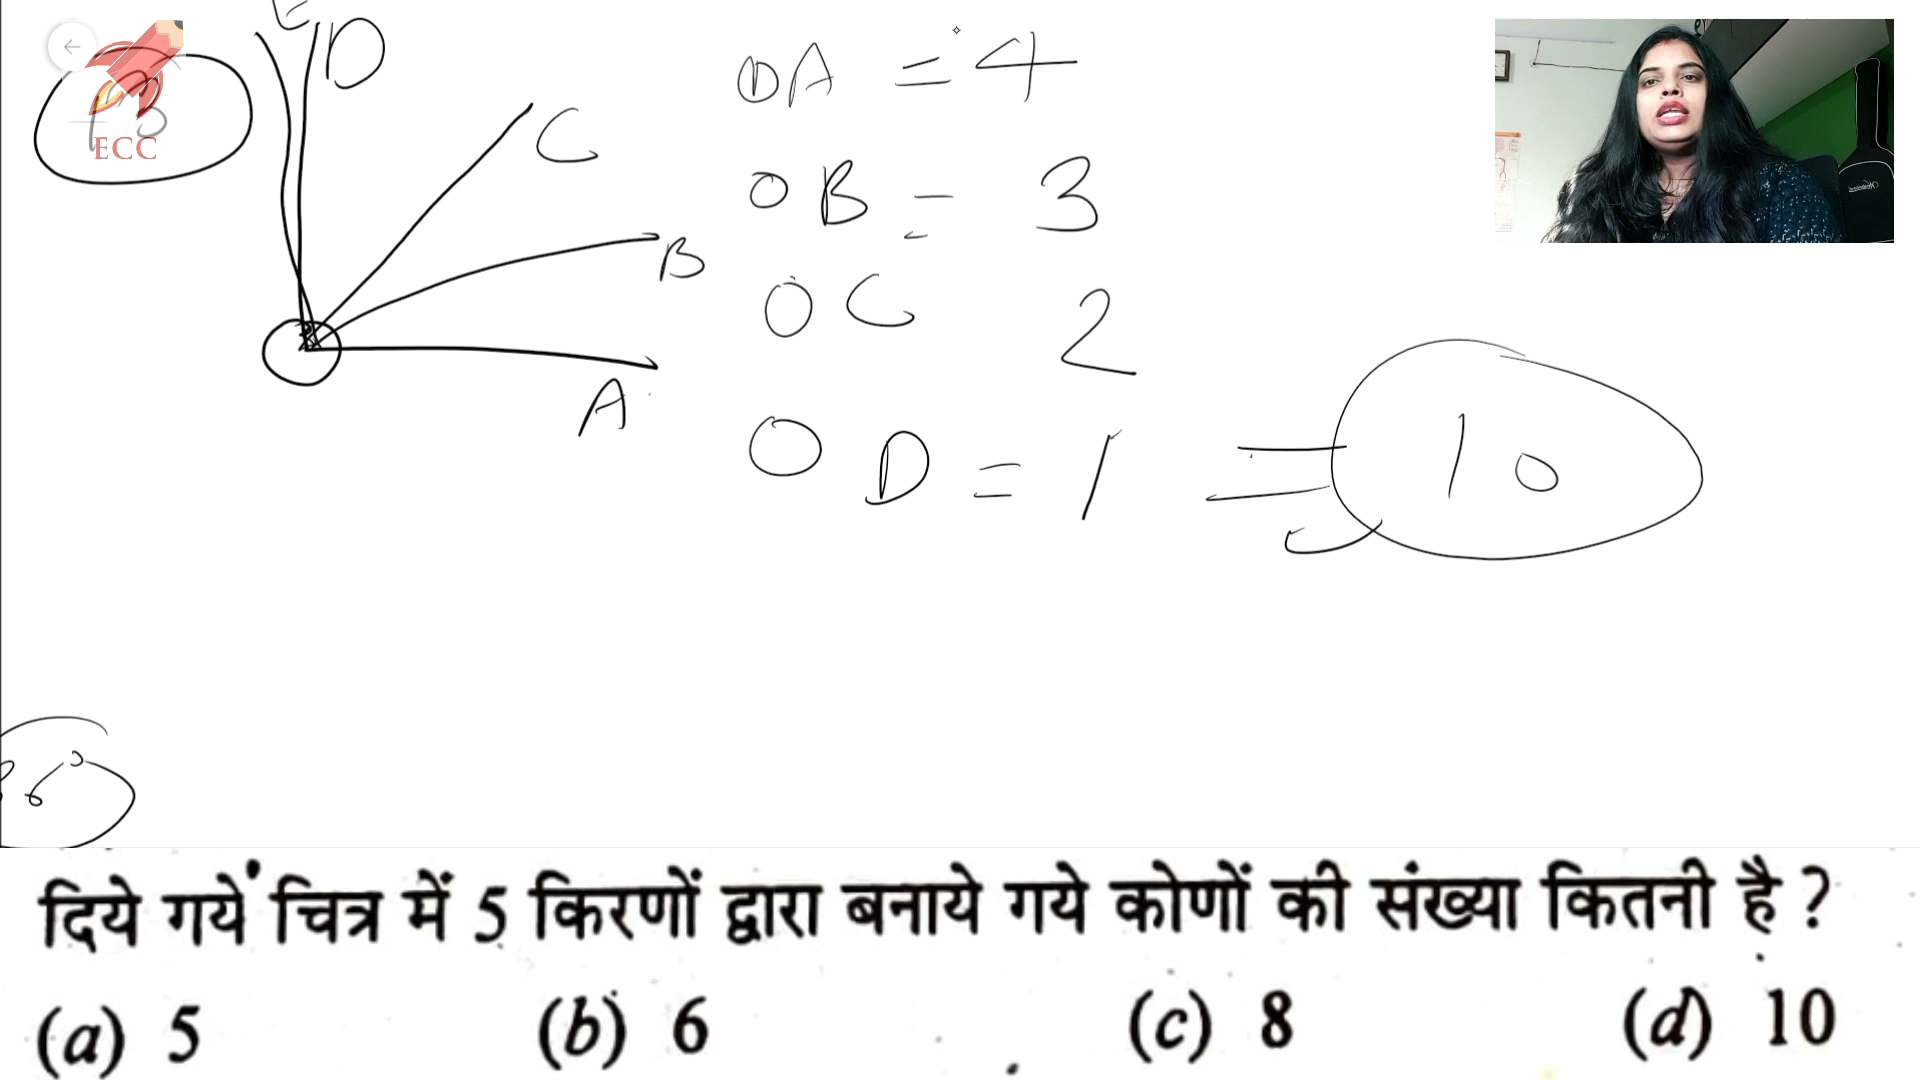 E
D
C
B
A
ECC
OA = 4
OB = 3
OC 2
OD = 1
= 10
दिये गये चित्र में 5 किरणों द्वारा बनाये गये कोणों की संख्या कितनी है ?
(a) 5 (b) 6 (c) 8 (d) 10